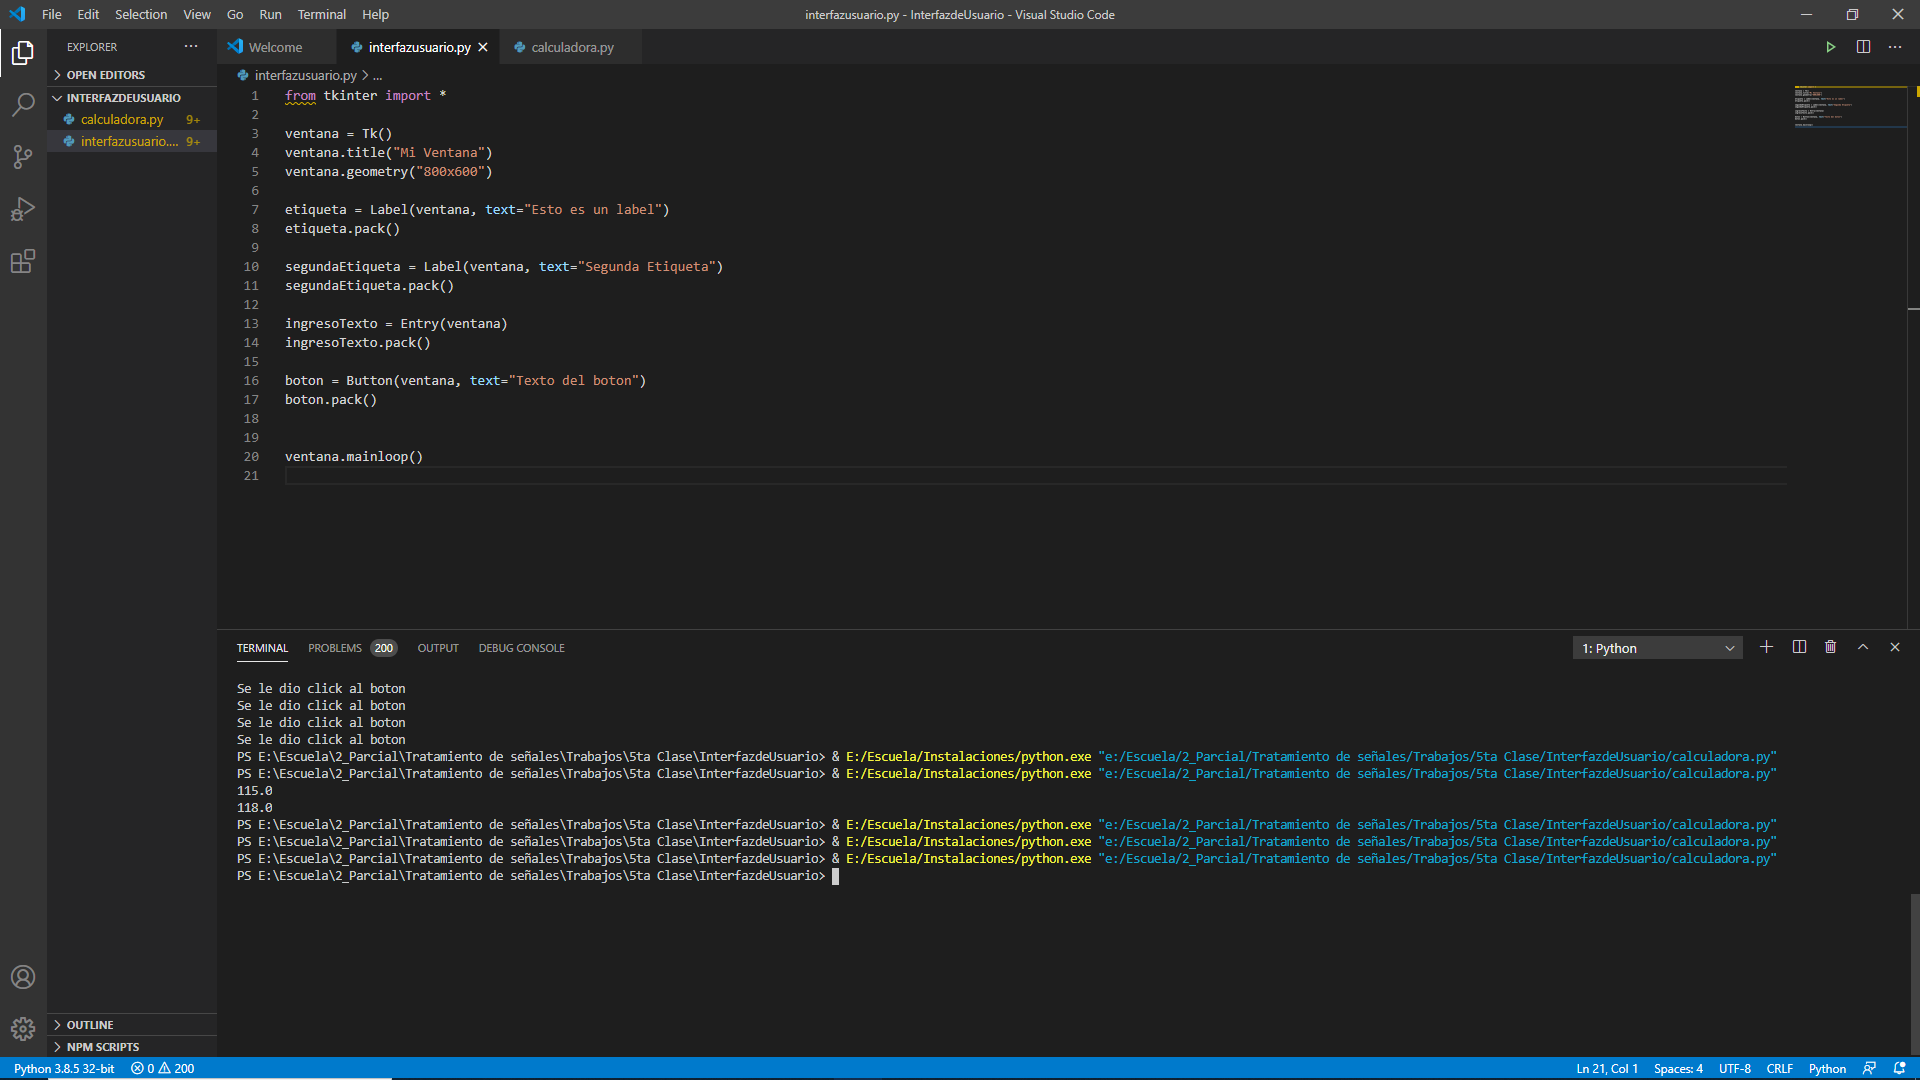 File Edit Selection View Go Run Terminal Help
interfazusuario.py - InterfazdeUsuario - Visual Studio Code
EXPLORER
OPEN EDITORS
INTERFAZDEUSUARIO
calculadora.py 9+
interfazusuario.... 9+
OUTLINE
NPM SCRIPTS
Welcome interfazusuario.py calculadora.py
interfazusuario.py > ...
1 from tkinter import *
2
3 ventana = Tk()
4 ventana.title("Mi Ventana")
5 ventana.geometry("800x600")
6
7 etiqueta = Label(ventana, text="Esto es un label")
8 etiqueta.pack()
9
10 segundaEtiqueta = Label(ventana, text="Segunda Etiqueta")
11 segundaEtiqueta.pack()
12
13 ingresoTexto = Entry(ventana)
14 ingresoTexto.pack()
15
16 boton = Button(ventana, text="Texto del boton")
17 boton.pack()
18
19
20 ventana.mainloop()
21
TERMINAL PROBLEMS 200 OUTPUT DEBUG CONSOLE
1: Python
Se le dio click al boton
Se le dio click al boton
Se le dio click al boton
Se le dio click al boton
PS E:\Escuela\2_Parcial\Tratamiento de señales\Trabajos\5ta Clase\InterfazdeUsuario> & E:/Escuela/Instalaciones/python.exe "e:/Escuela/2_Parcial/Tratamiento de señales/Trabajos/5ta Clase/InterfazdeUsuario/calculadora.py"
PS E:\Escuela\2_Parcial\Tratamiento de señales\Trabajos\5ta Clase\InterfazdeUsuario> & E:/Escuela/Instalaciones/python.exe "e:/Escuela/2_Parcial/Tratamiento de señales/Trabajos/5ta Clase/InterfazdeUsuario/calculadora.py"
115.0
118.0
PS E:\Escuela\2_Parcial\Tratamiento de señales\Trabajos\5ta Clase\InterfazdeUsuario> & E:/Escuela/Instalaciones/python.exe "e:/Escuela/2_Parcial/Tratamiento de señales/Trabajos/5ta Clase/InterfazdeUsuario/calculadora.py"
PS E:\Escuela\2_Parcial\Tratamiento de señales\Trabajos\5ta Clase\InterfazdeUsuario> & E:/Escuela/Instalaciones/python.exe "e:/Escuela/2_Parcial/Tratamiento de señales/Trabajos/5ta Clase/InterfazdeUsuario/calculadora.py"
PS E:\Escuela\2_Parcial\Tratamiento de señales\Trabajos\5ta Clase\InterfazdeUsuario> & E:/Escuela/Instalaciones/python.exe "e:/Escuela/2_Parcial/Tratamiento de señales/Trabajos/5ta Clase/InterfazdeUsuario/calculadora.py"
PS E:\Escuela\2_Parcial\Tratamiento de señales\Trabajos\5ta Clase\InterfazdeUsuario>
Python 3.8.5 32-bit 0 200
Ln 21, Col 1 Spaces: 4 UTF-8 CRLF Python